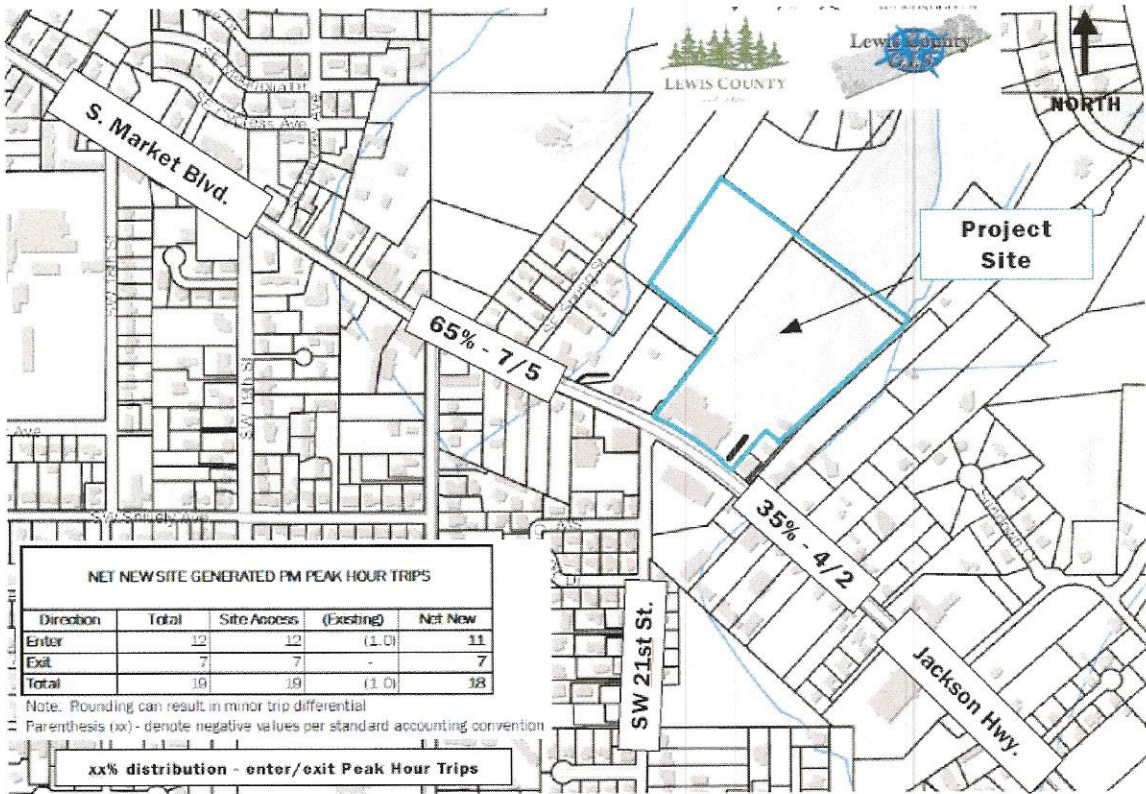 LEWIS COUNTY
Lewis County
G.I.S.
NORTH
S. Market Blvd.
Project
Site
65% - 7/5
35% - 4/2
SW 21st St.
Jackson Hwy.
NET NEW SITE GENERATED PM PEAK HOUR TRIPS
Direction Total Site Access (Existing) Net New
Enter 12 12 (1.0) 11
Exit 7 7 - 7
Total 19 19 (1.0) 18
Note. Rounding can result in minor trip differential
Parenthesis (xx) - denote negative values per standard accounting convention
xx% distribution - enter/exit Peak Hour Trips